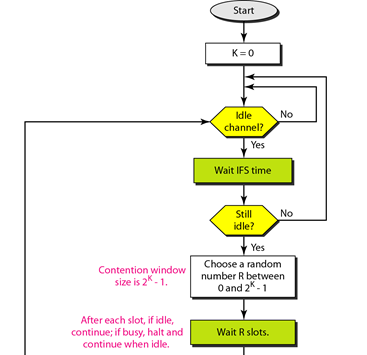 Start
K = 0
Idle
channel?
No
Yes
Wait IFS time
Still
idle?
No
Yes
Contention window
size is 2^K - 1.
Choose a random
number R between
0 and 2^K - 1
After each slot, if idle,
continue; if busy, halt and
continue when idle.
Wait R slots.